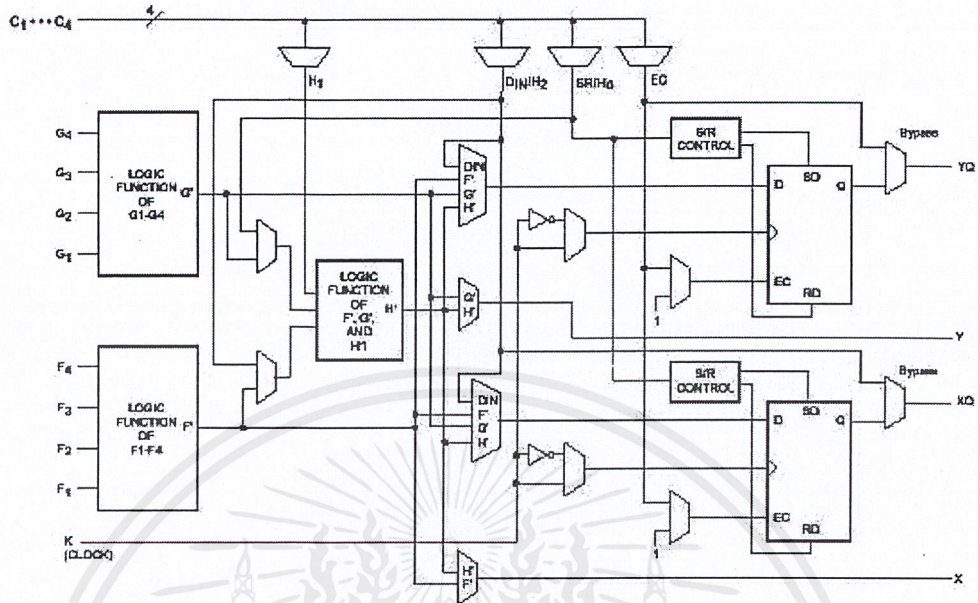 C1 ••• C4
4
H1
DIN/H2
SR/H0
EC
G4
G3
G2
G1
LOGIC
FUNCTION
OF
G1-G4
G'
S/R
CONTROL
Bypass
YQ
DIN
F'
G'
H'
D
SD
Q
EC
RD
1
LOGIC
FUNCTION
OF
F', G',
AND
H1
H'
G'
H'
Y
F4
F3
F2
F1
LOGIC
FUNCTION
OF
F1-F4
F'
DIN
F'
G'
H'
S/R
CONTROL
Bypass
XQ
D
SD
Q
EC
RD
1
K
(CLOCK)
H'
F'
X